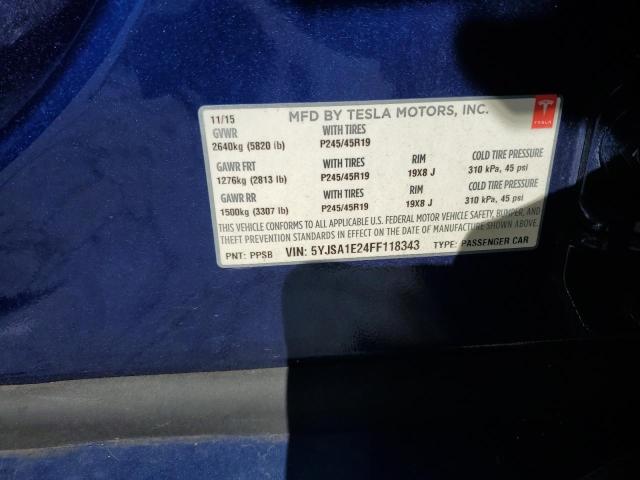 11/15 MFD BY TESLA MOTORS, INC. TESLA
GVWR WITH TIRES
2640kg (5820 lb) P245/45R19
GAWR FRT WITH TIRES RIM COLD TIRE PRESSURE
1276kg (2813 lb) P245/45R19 19X8 J 310 kPa, 45 psi
GAWR RR WITH TIRES RIM COLD TIRE PRESSURE
1500kg (3307 lb) P245/45R19 19X8 J 310 kPa, 45 psi
THIS VEHICLE CONFORMS TO ALL APPLICABLE U.S. FEDERAL MOTOR VEHICLE SAFETY, BUMPER, AND
THEFT PREVENTION STANDARDS IN EFFECT ON THE DATE OF MANUFACTURE SHOWN ABOVE.
PNT: PPSB VIN: 5YJSA1E24FF118343 TYPE: PASSENGER CAR